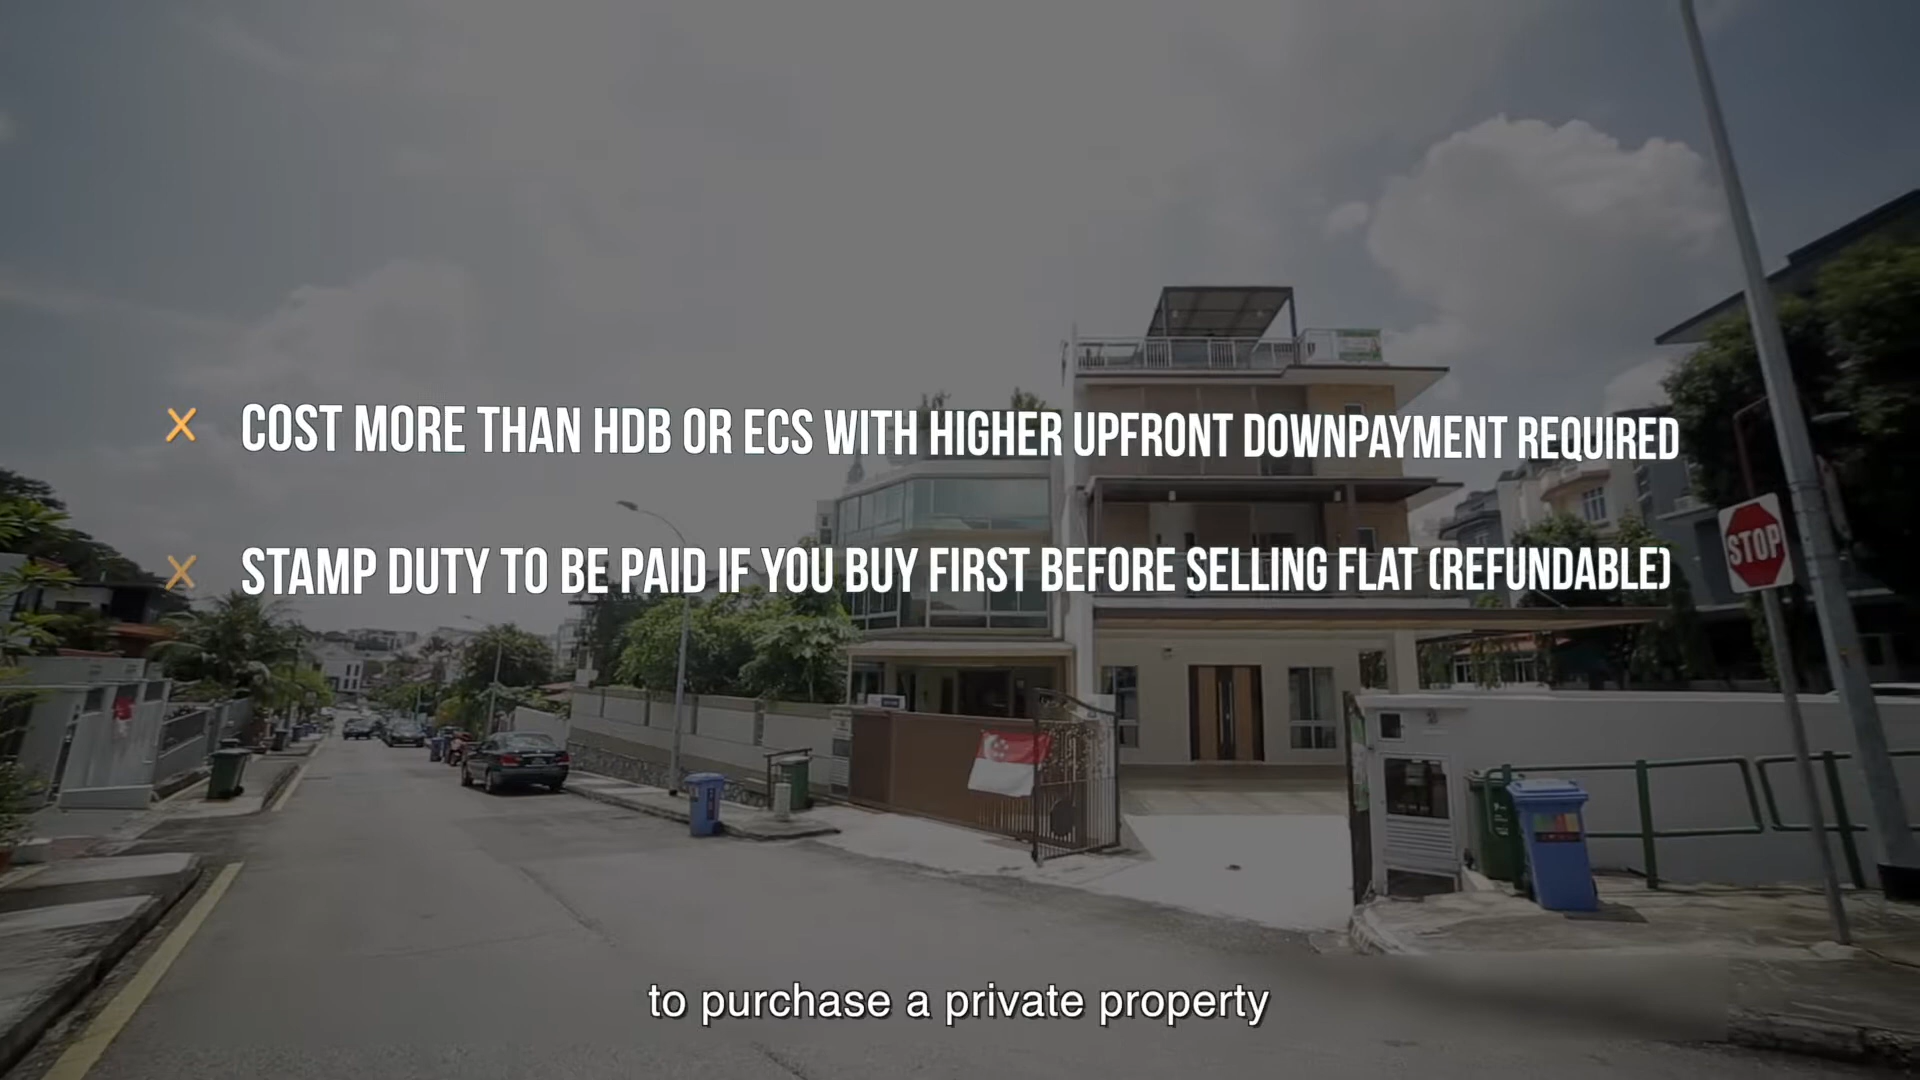 COST MORE THAN HDB OR ECS WITH HIGHER UPFRONT DOWNPAYMENT REQUIRED
STAMP DUTY TO BE PAID IF YOU BUY FIRST BEFORE SELLING FLAT (REFUNDABLE)
STOP
to purchase a private property